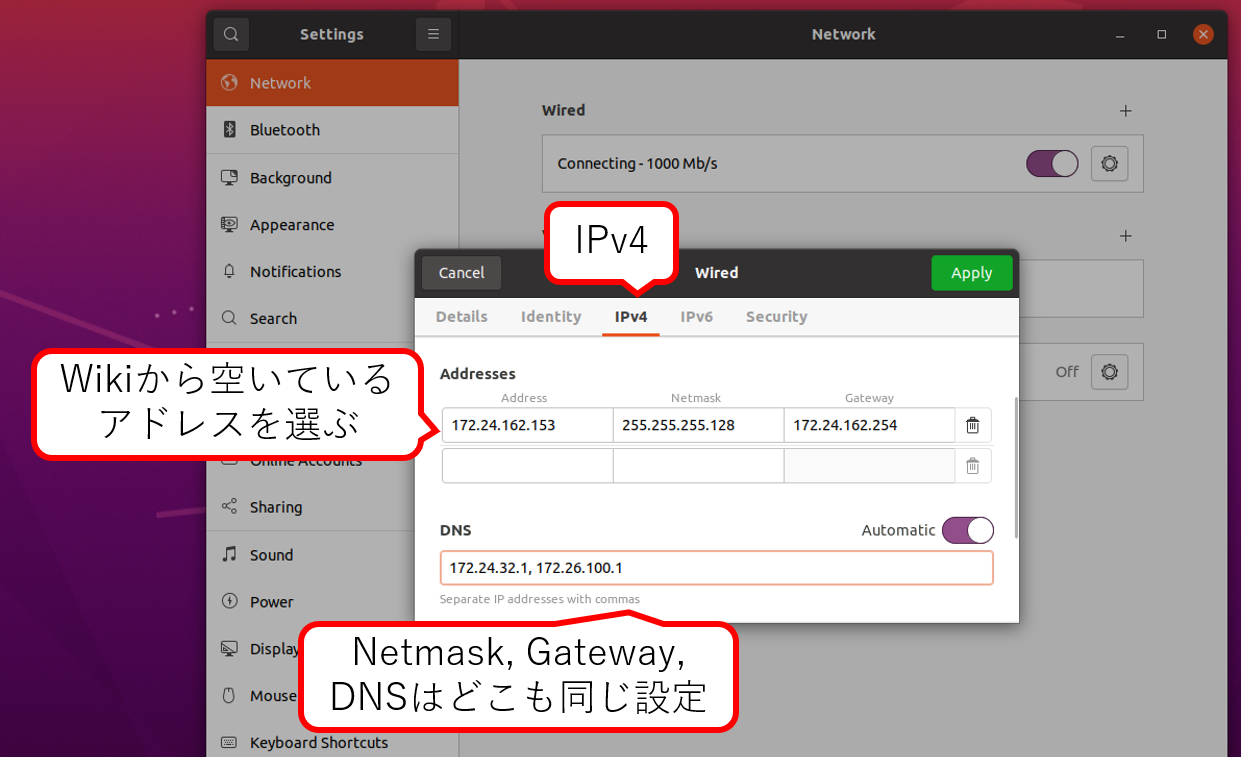 Settings
Network
Network
Bluetooth
Background
Appearance
Notifications
Search
Online Accounts
Sharing
Sound
Power
Display
Mouse
Keyboard Shortcuts
Wired
Connecting - 1000 Mb/s
Off
IPv4
Cancel
Wired
Apply
Details
Identity
IPv4
IPv6
Security
Addresses
Address
Netmask
Gateway
172.24.162.153
255.255.255.128
172.24.162.254
DNS
Automatic
172.24.32.1, 172.26.100.1
Separate IP addresses with commas
Wikiから空いている
アドレスを選ぶ
Netmask, Gateway,
DNSはどこも同じ設定